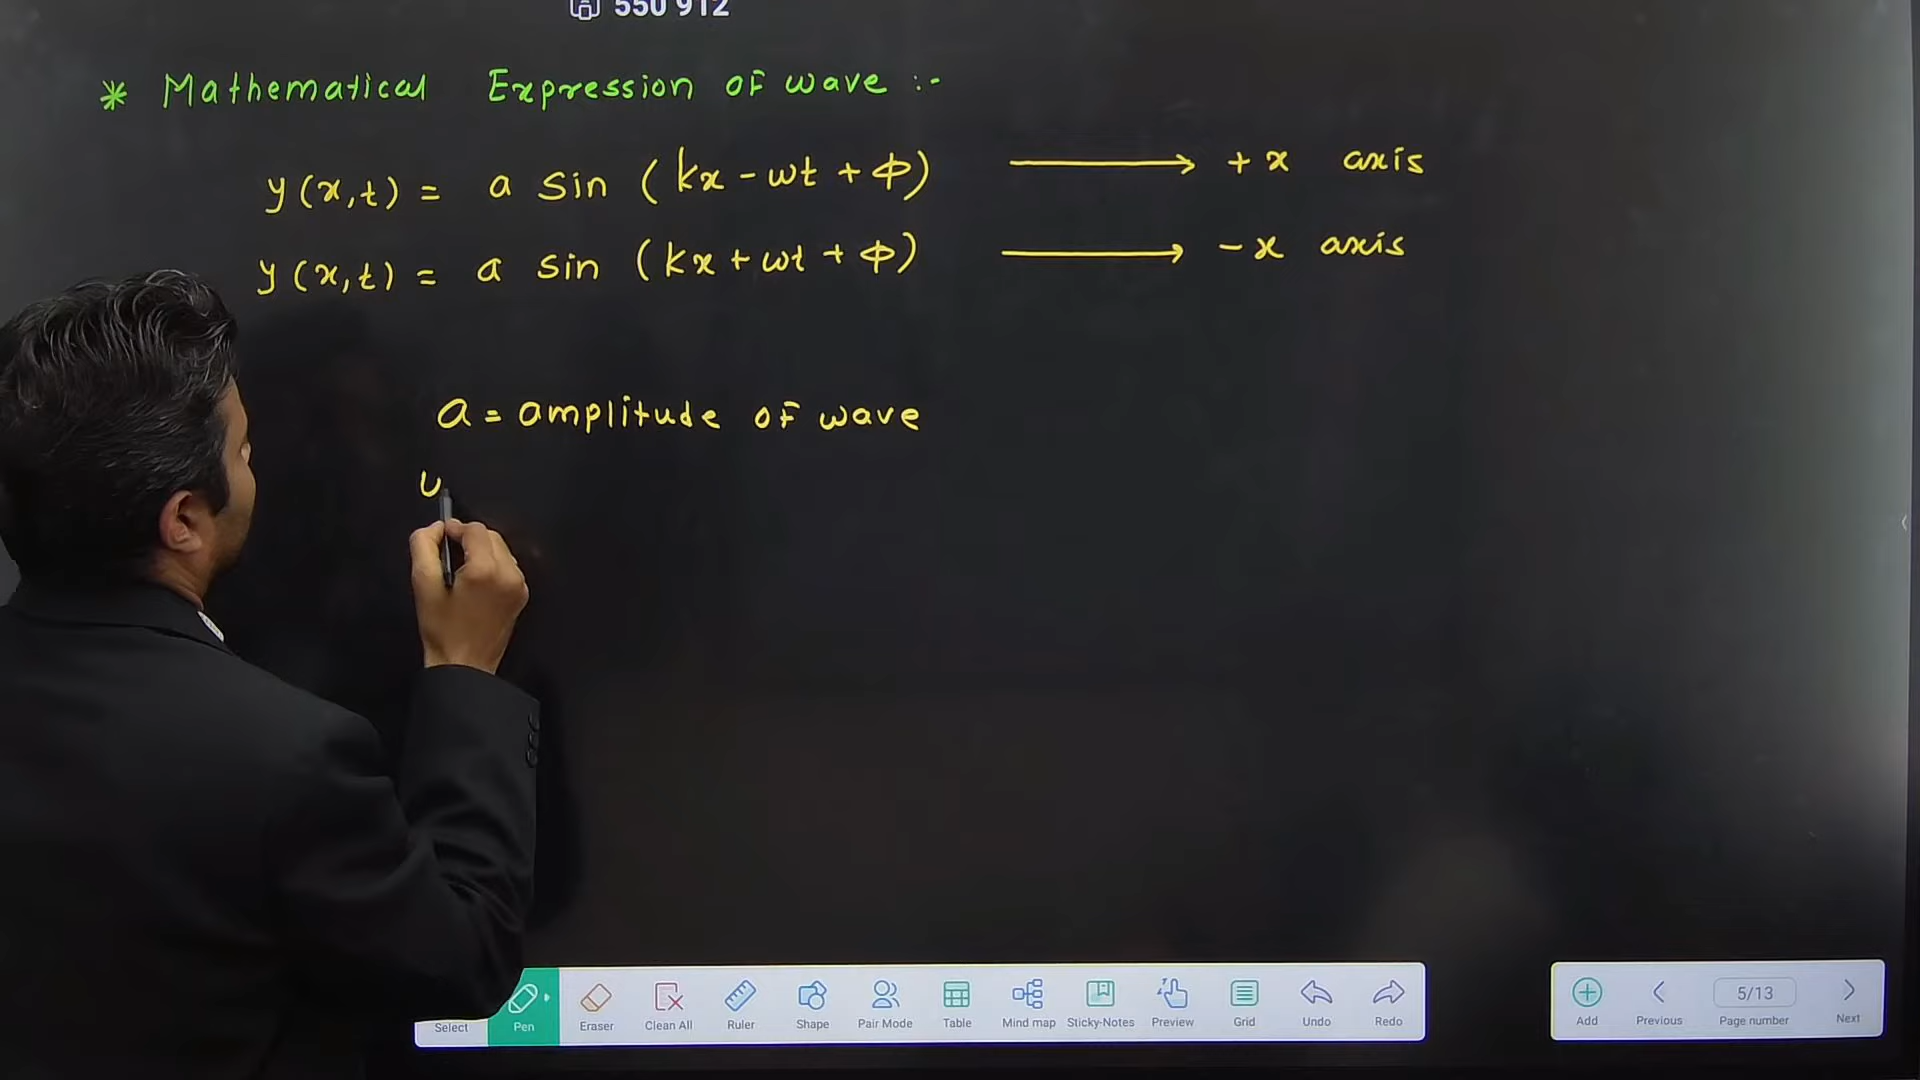 550 912
* Mathematical Expression of wave :-
y(x,t) = a sin (kx - ωt + φ) ⟶ + x axis
y(x,t) = a sin (kx + ωt + φ) ⟶ - x axis
a = amplitude of wave
Select Pen Eraser Clean All Ruler Shape Pair Mode Table Mind map Sticky-Notes Preview Grid Undo Redo
Add Previous 5/13 Page number Next